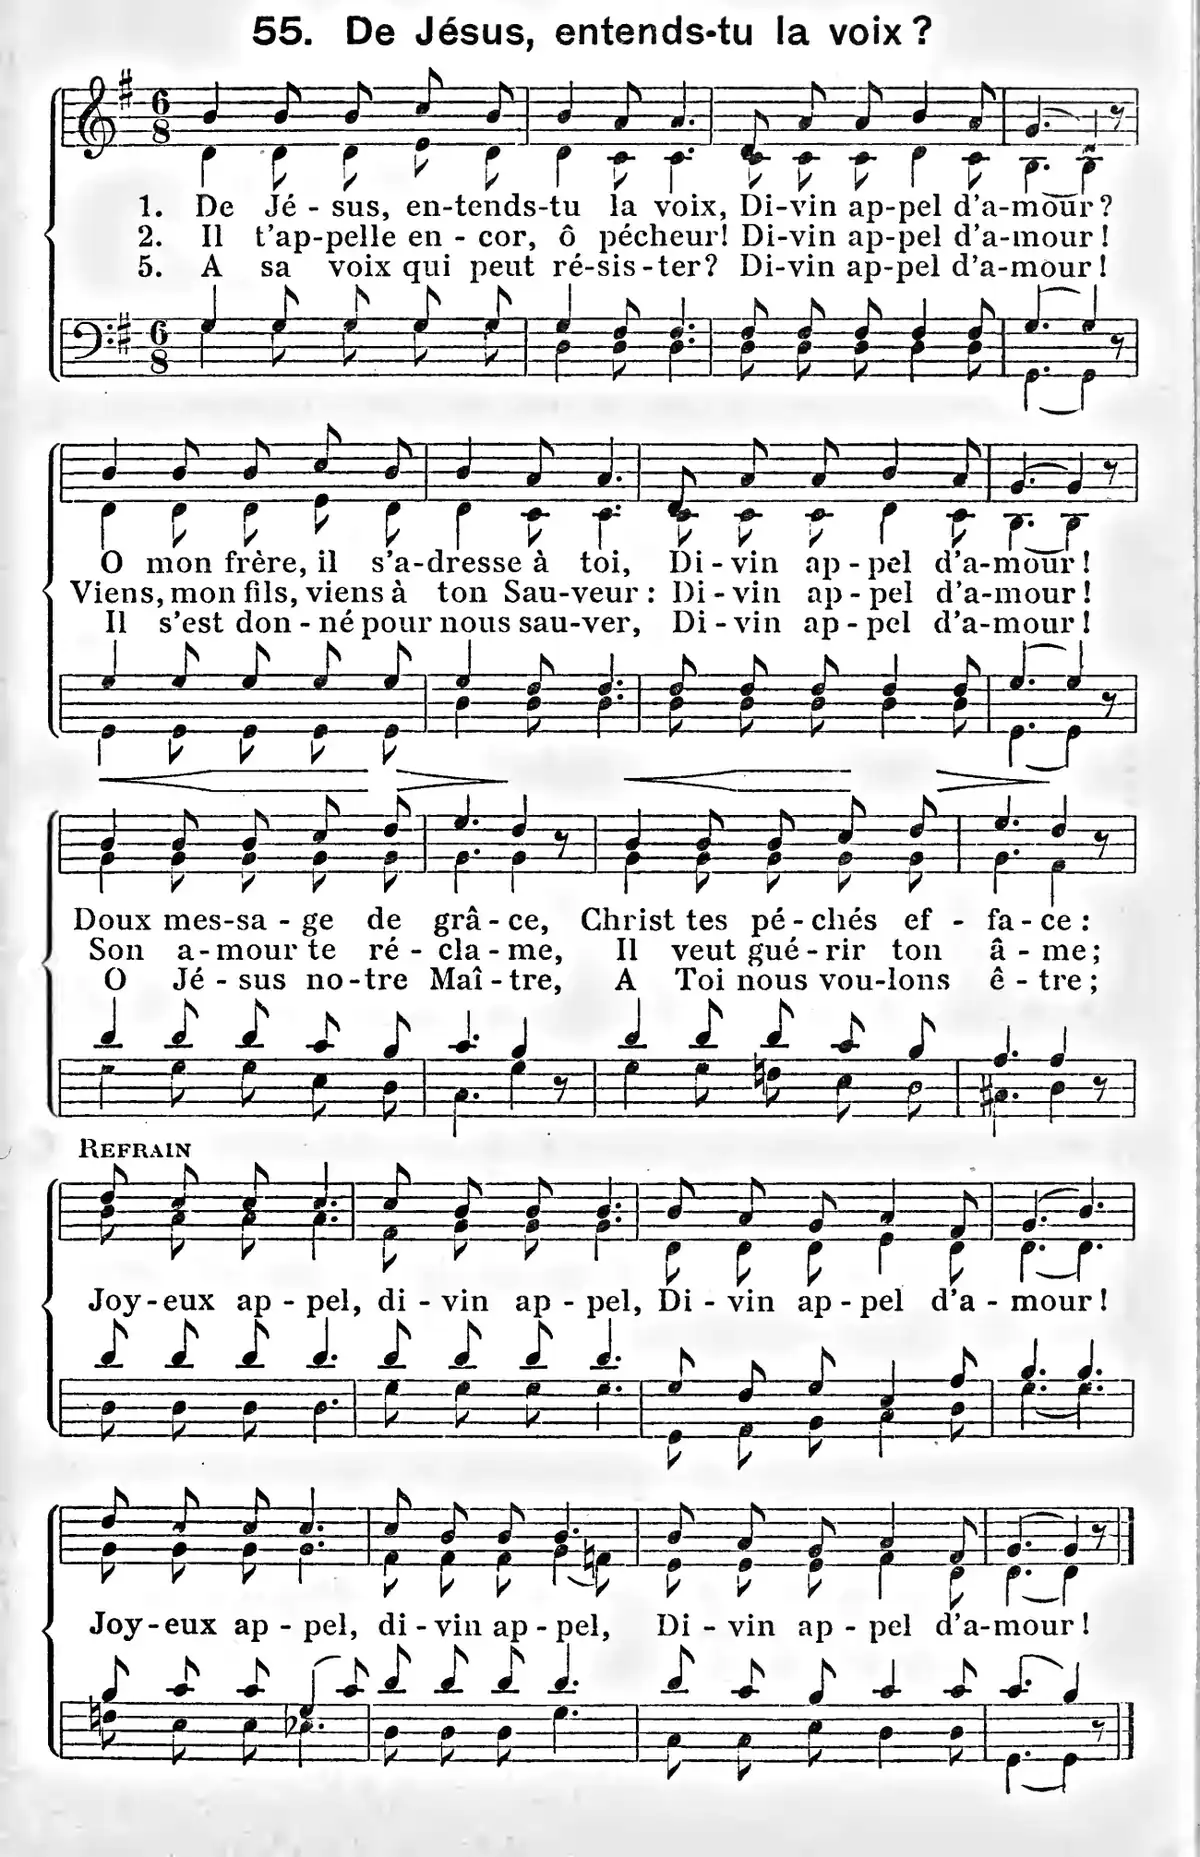 55. De Jésus, entends-tu la voix ?
6 8
1. De Jé - sus, en-tends-tu la voix, Di-vin ap-pel d'a-mour ?
2. Il t'ap-pelle en - cor, ô pécheur! Di-vin ap-pel d'a-mour !
5. A sa voix qui peut ré-sis-ter? Di-vin ap-pel d'a-mour !
6 8
O mon frère, il s'a-dresse à toi, Di - vin ap - pel d'a-mour !
Viens, mon fils, viens à ton Sau-veur : Di - vin ap - pel d'a-mour !
Il s'est don - né pour nous sau-ver, Di - vin ap - pel d'a-mour !
Doux mes-sa - ge de grâ - ce, Christ tes pé - chés ef - fa - ce :
Son a-mour te ré - cla - me, Il veut gué - rir ton â - me ;
O Jé - sus no-tre Maî - tre, A Toi nous vou-lons ê - tre ;
REFRAIN
Joy-eux ap - pel, di - vin ap - pel, Di - vin ap - pel d'a - mour !
Joy-eux ap - pel, di - vin ap - pel, Di - vin ap - pel d'a-mour !